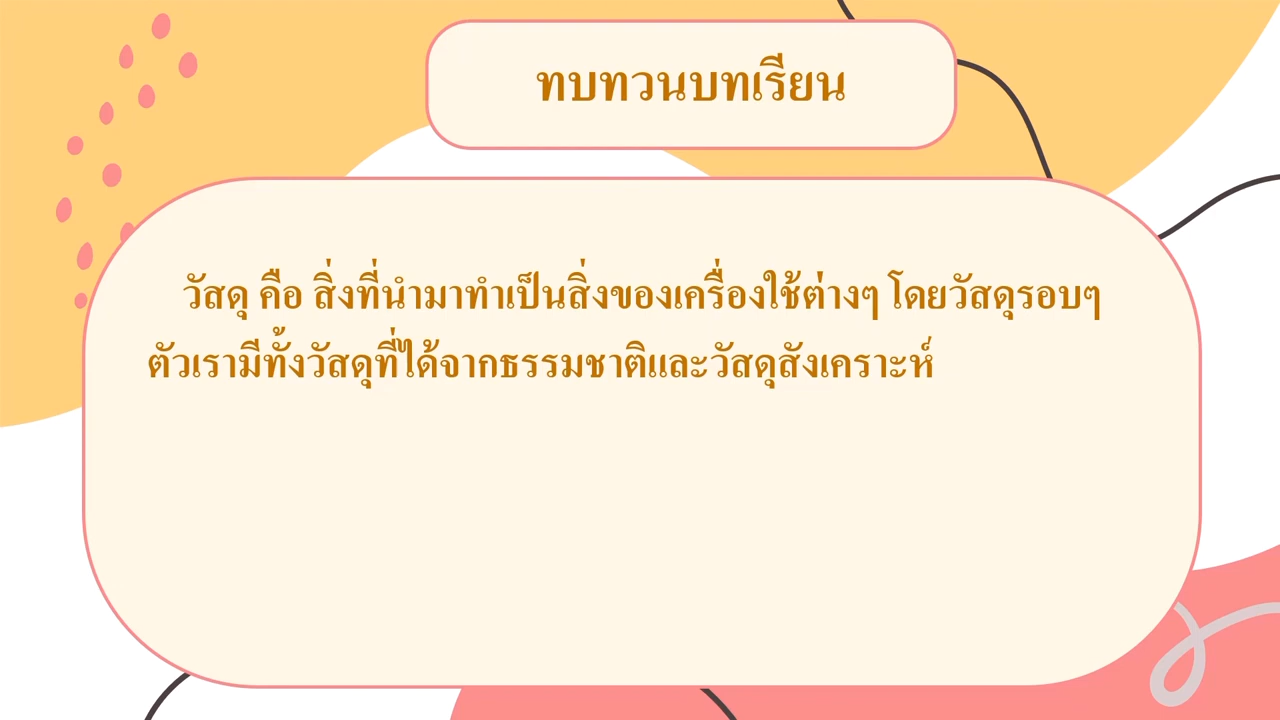 ทบทวนบทเรียน
วัสดุ คือ สิ่งที่นำมาทำเป็นสิ่งของเครื่องใช้ต่างๆ โดยวัสดุรอบๆ
ตัวเรามีทั้งวัสดุที่ได้จากธรรมชาติและวัสดุสังเคราะห์